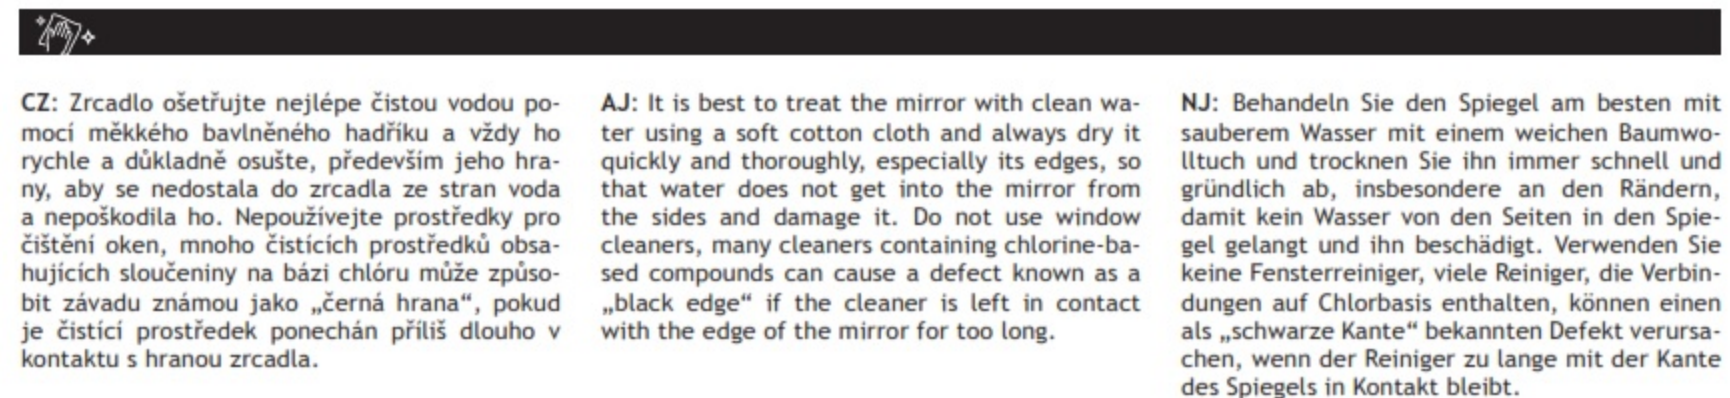 CZ: Zrcadlo ošetřujte nejlépe čistou vodou po-
mocí měkkého bavlněného hadříku a vždy ho
rychle a důkladně osušte, především jeho hra-
ny, aby se nedostala do zrcadla ze stran voda
a nepoškodila ho. Nepoužívejte prostředky pro
čištění oken, mnoho čistících prostředků obsa-
hujících sloučeniny na bázi chlóru může způso-
bit závadu známou jako „černá hrana“, pokud
je čistící prostředek ponechán příliš dlouho v
kontaktu s hranou zrcadla.
AJ: It is best to treat the mirror with clean wa-
ter using a soft cotton cloth and always dry it
quickly and thoroughly, especially its edges, so
that water does not get into the mirror from
the sides and damage it. Do not use window
cleaners, many cleaners containing chlorine-ba-
sed compounds can cause a defect known as a
„black edge“ if the cleaner is left in contact
with the edge of the mirror for too long.
NJ: Behandeln Sie den Spiegel am besten mit
sauberem Wasser mit einem weichen Baumwo-
lltuch und trocknen Sie ihn immer schnell und
gründlich ab, insbesondere an den Rändern,
damit kein Wasser von den Seiten in den Spie-
gel gelangt und ihn beschädigt. Verwenden Sie
keine Fensterreiniger, viele Reiniger, die Verbin-
dungen auf Chlorbasis enthalten, können einen
als „schwarze Kante“ bekannten Defekt verursa-
chen, wenn der Reiniger zu lange mit der Kante
des Spiegels in Kontakt bleibt.